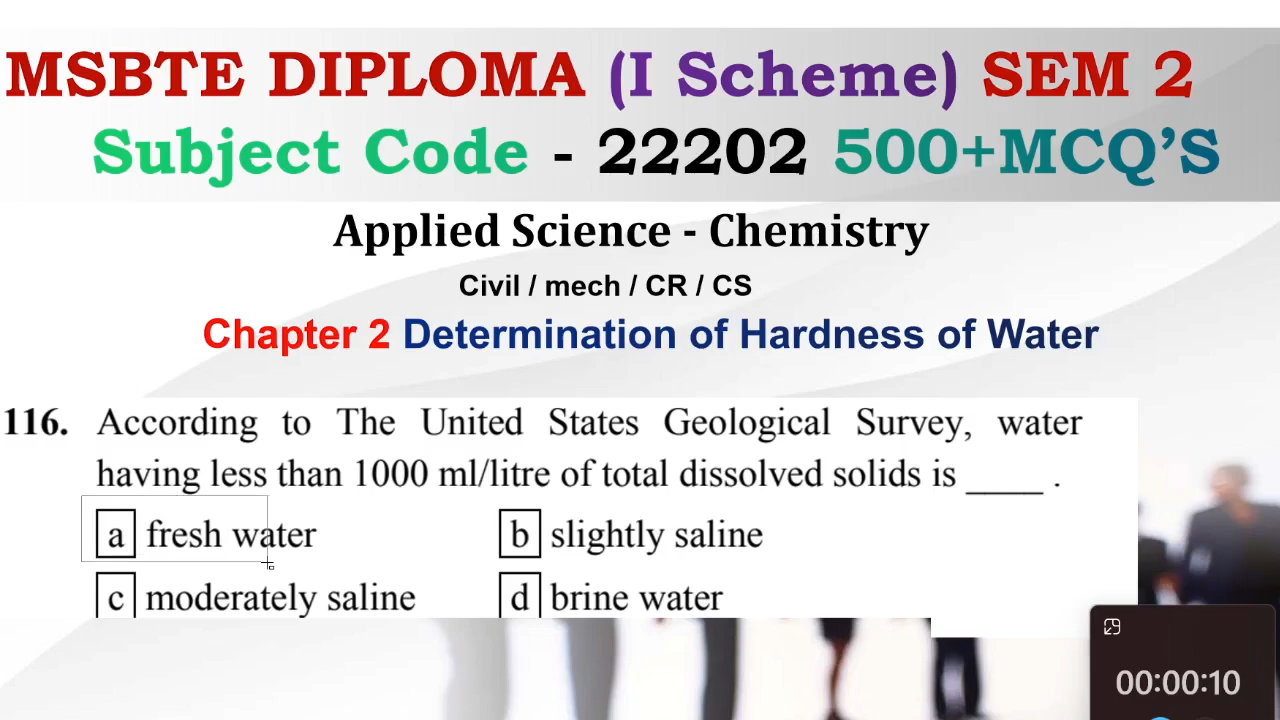 MSBTE DIPLOMA (I Scheme) SEM 2
Subject Code - 22202 500+MCQ’S
Applied Science - Chemistry
Civil / mech / CR / CS
Chapter 2 Determination of Hardness of Water
116. According to The United States Geological Survey, water
having less than 1000 ml/litre of total dissolved solids is ____ .
a fresh water b slightly saline
c moderately saline d brine water
00:00:10